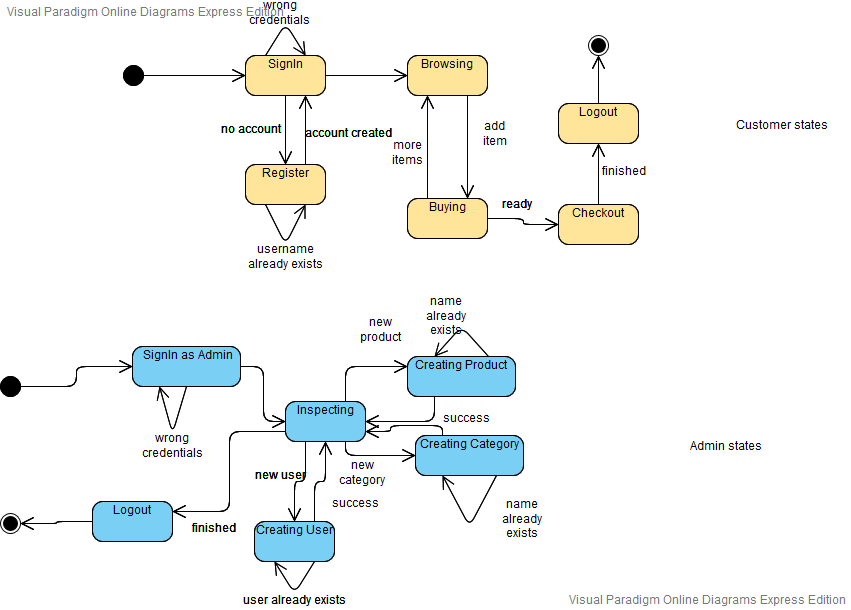 Visual Paradigm Online Diagrams Express Edition
wrong
credentials
SignIn
Browsing
Logout
Customer states
no account
account created
add
item
more
items
finished
Register
Buying
ready
Checkout
username
already exists
name
already
exists
new
product
SignIn as Admin
Creating Product
Inspecting
success
wrong
credentials
Creating Category
Admin states
new user
new
category
success
Logout
finished
name
already
exists
Creating User
user already exists
Visual Paradigm Online Diagrams Express Edition